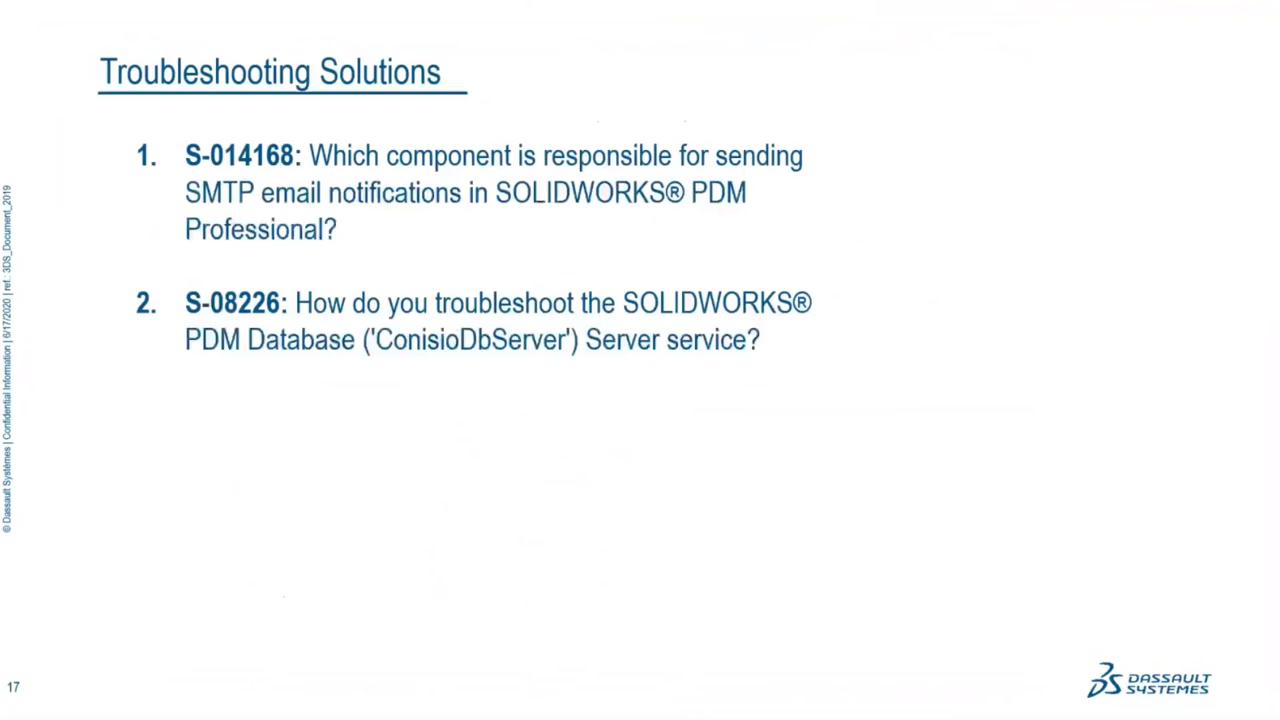 Troubleshooting Solutions
1. S-014168: Which component is responsible for sending
SMTP email notifications in SOLIDWORKS® PDM
Professional?
2. S-08226: How do you troubleshoot the SOLIDWORKS®
PDM Database ('ConisioDbServer') Server service?
© Dassault Systèmes | Confidential Information | 6/17/2020 | ref.: 3DS_Document_2019
17
3DS DASSAULT
SYSTEMES